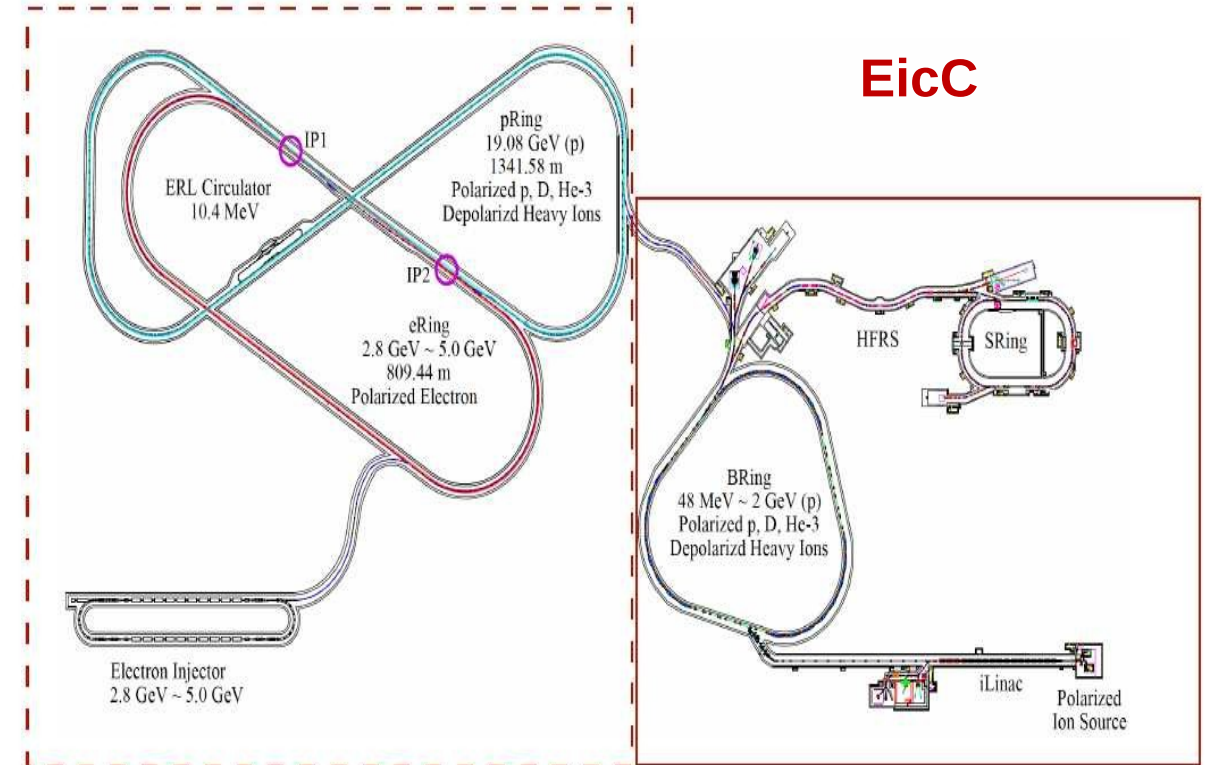 EicC
IP1
pRing
19.08 GeV (p)
1341.58 m
Polarized p, D, He-3
Depolarizd Heavy Ions
ERL Circulator
10.4 MeV
IP2
eRing
2.8 GeV ~ 5.0 GeV
809.44 m
Polarized Electron
HFRS
SRing
BRing
48 MeV ~ 2 GeV (p)
Polarized p, D, He-3
Depolarizd Heavy Ions
Electron Injector
2.8 GeV ~ 5.0 GeV
iLinac
Polarized
Ion Source